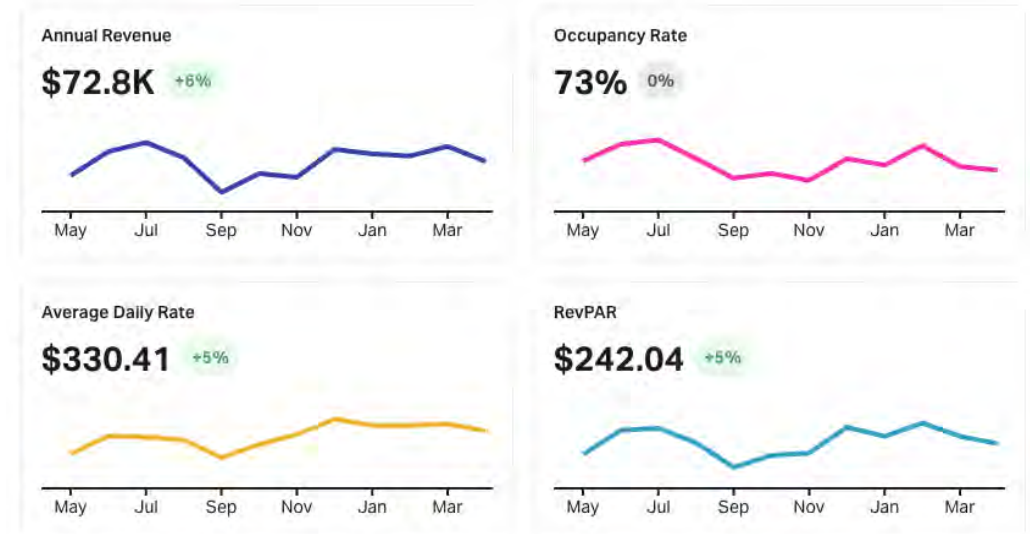 Annual Revenue
$72.8K +6%
May Jul Sep Nov Jan Mar
Occupancy Rate
73% 0%
May Jul Sep Nov Jan Mar
Average Daily Rate
$330.41 +5%
May Jul Sep Nov Jan Mar
RevPAR
$242.04 +5%
May Jul Sep Nov Jan Mar